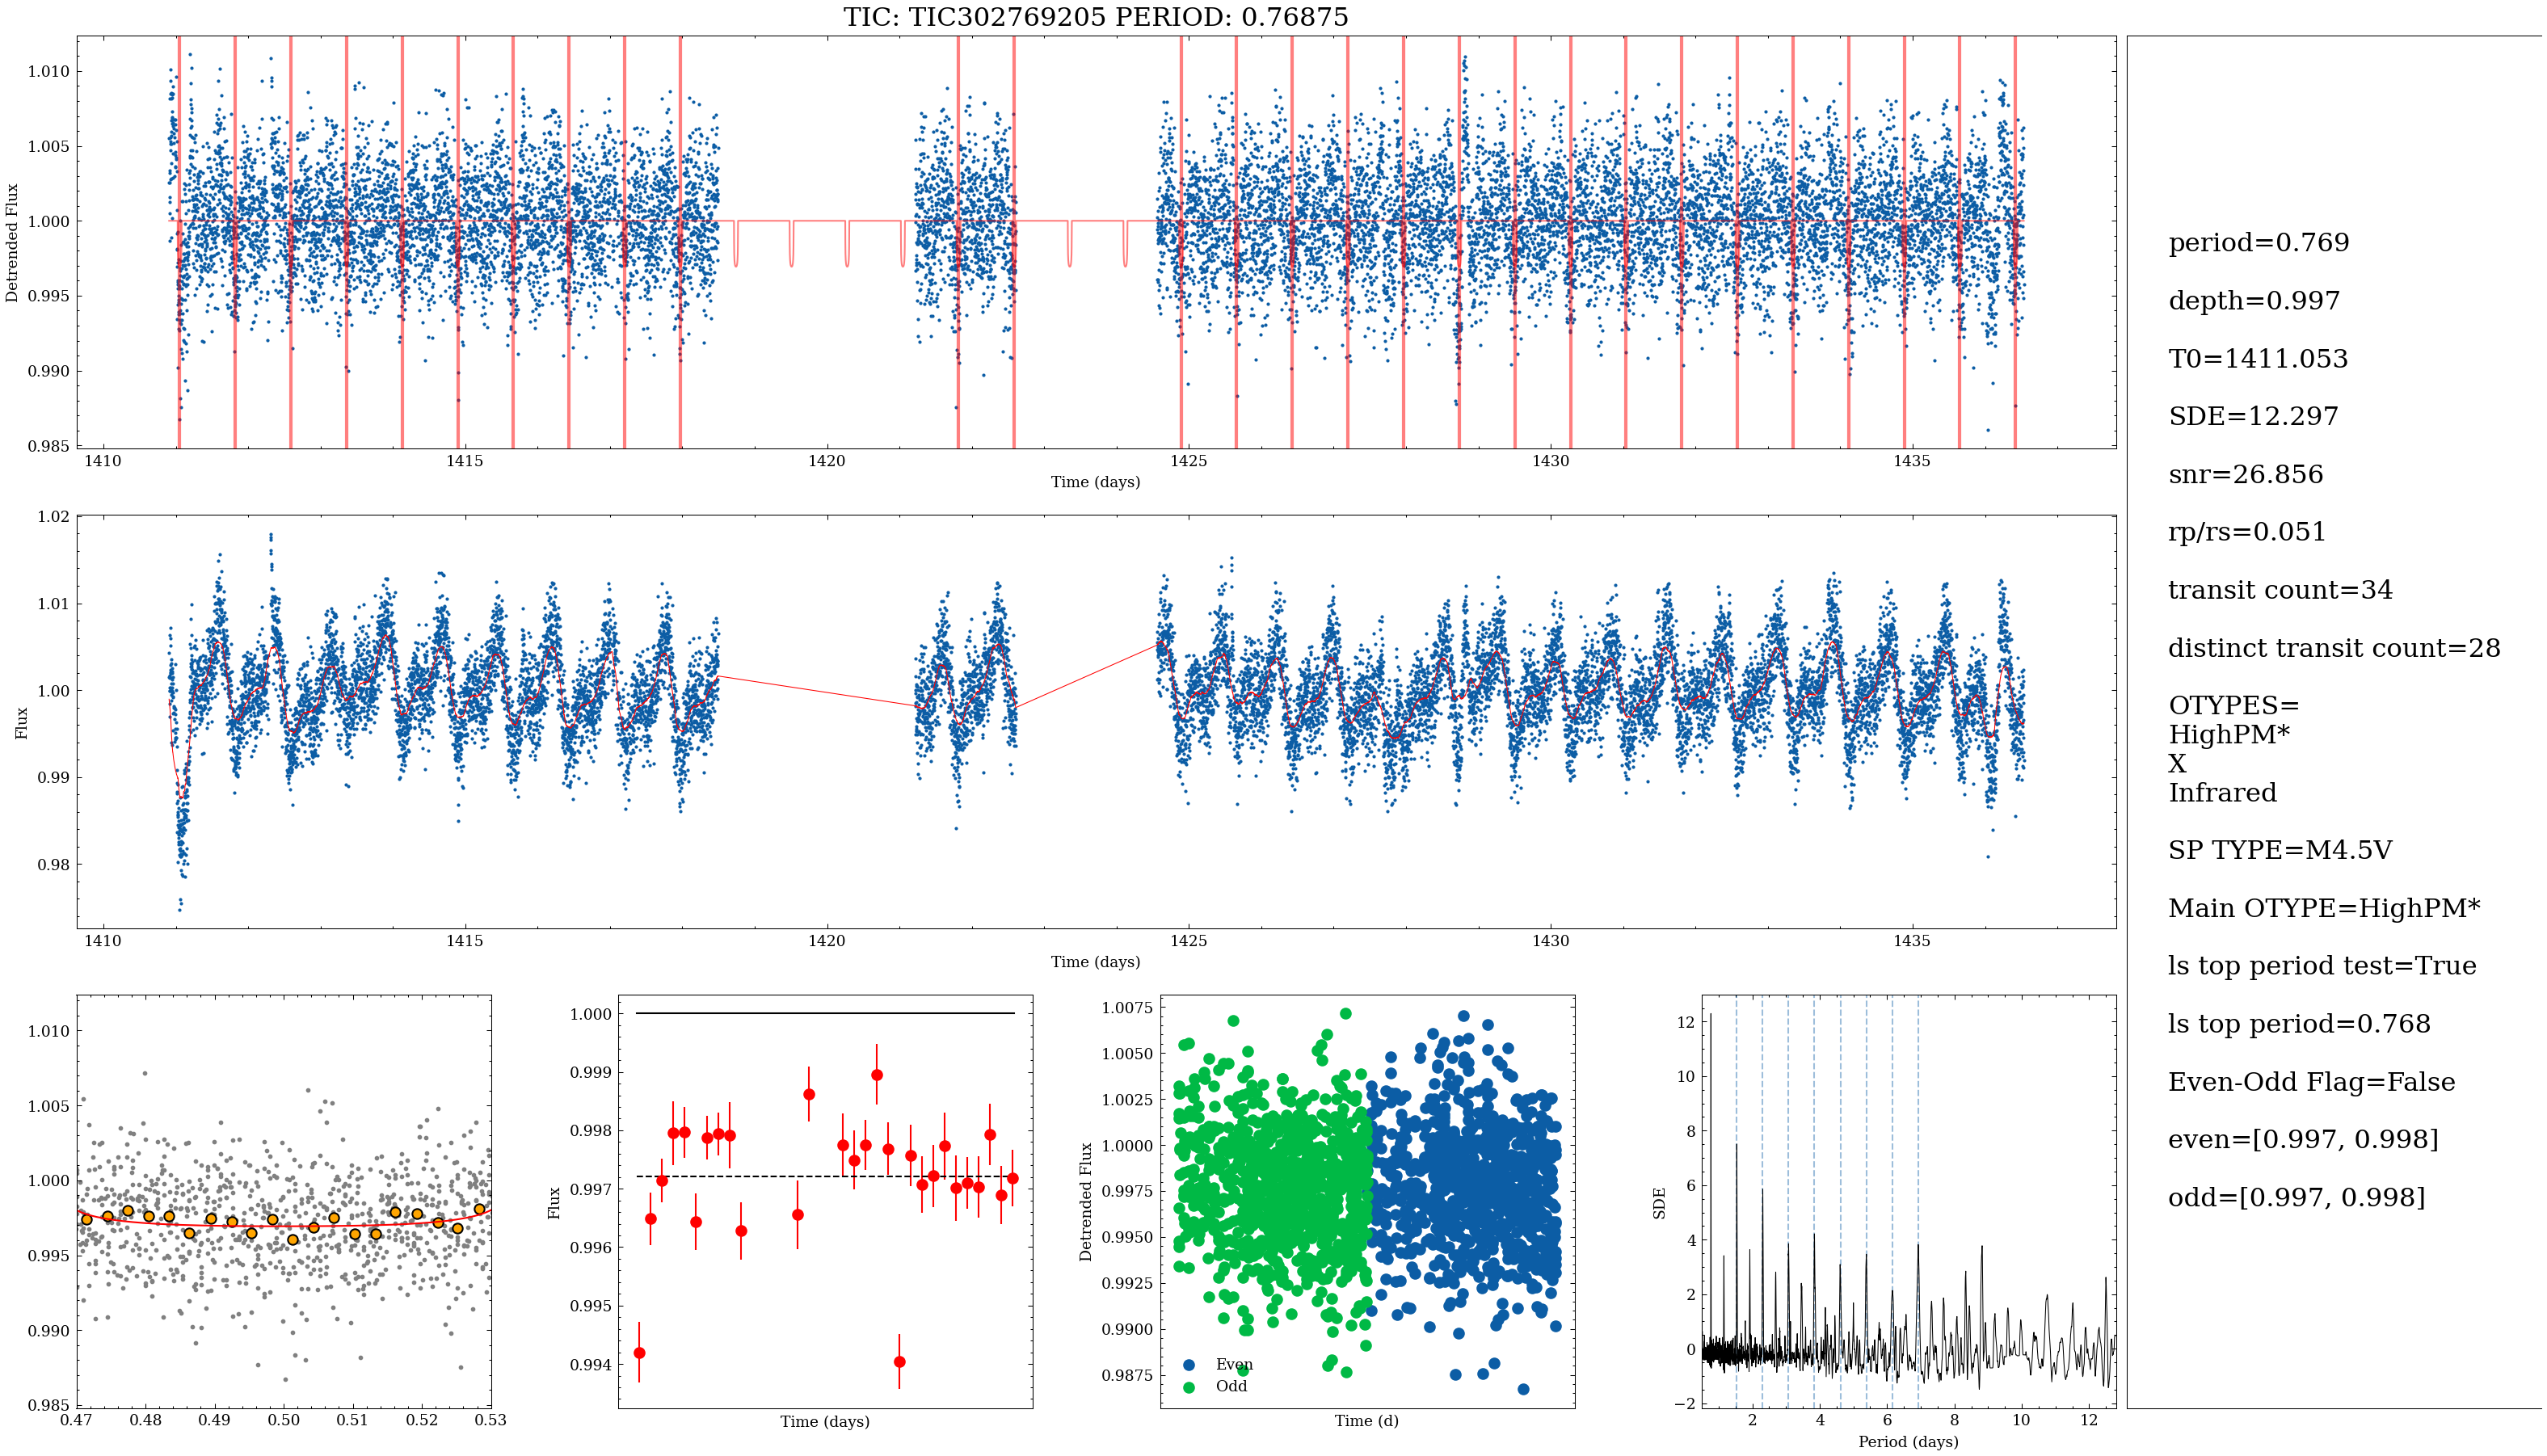 TIC: TIC302769205 PERIOD: 0.76875
1.010
1.005
1.000
0.995
0.990
0.985
Detrended Flux
1410
1415
1420
1425
1430
1435
Time (days)
1.02
1.01
1.00
0.99
0.98
Flux
1410
1415
1420
1425
1430
1435
Time (days)
1.010
1.005
1.000
0.995
0.990
0.985
0.47
0.48
0.49
0.50
0.51
0.52
0.53
1.000
0.999
0.998
0.997
0.996
0.995
0.994
Flux
Time (days)
1.0075
1.0050
1.0025
1.0000
0.9975
0.9950
0.9925
0.9900
0.9875
Detrended Flux
Even
Odd
Time (d)
12
10
8
6
4
2
0
−2
SDE
2
4
6
8
10
12
Period (days)
period=0.769
depth=0.997
T0=1411.053
SDE=12.297
snr=26.856
rp/rs=0.051
transit count=34
distinct transit count=28
OTYPES=
HighPM*
X
Infrared
SP TYPE=M4.5V
Main OTYPE=HighPM*
ls top period test=True
ls top period=0.768
Even-Odd Flag=False
even=[0.997, 0.998]
odd=[0.997, 0.998]